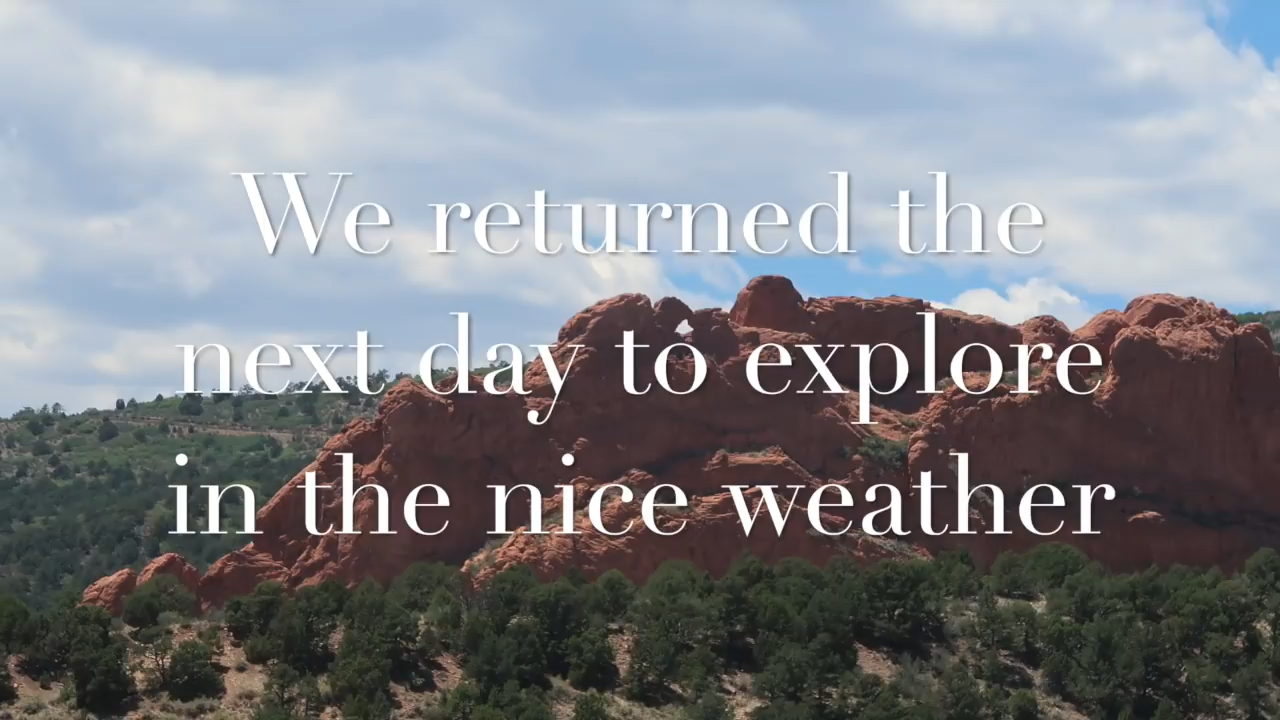 We returned the
next day to explore
in the nice weather